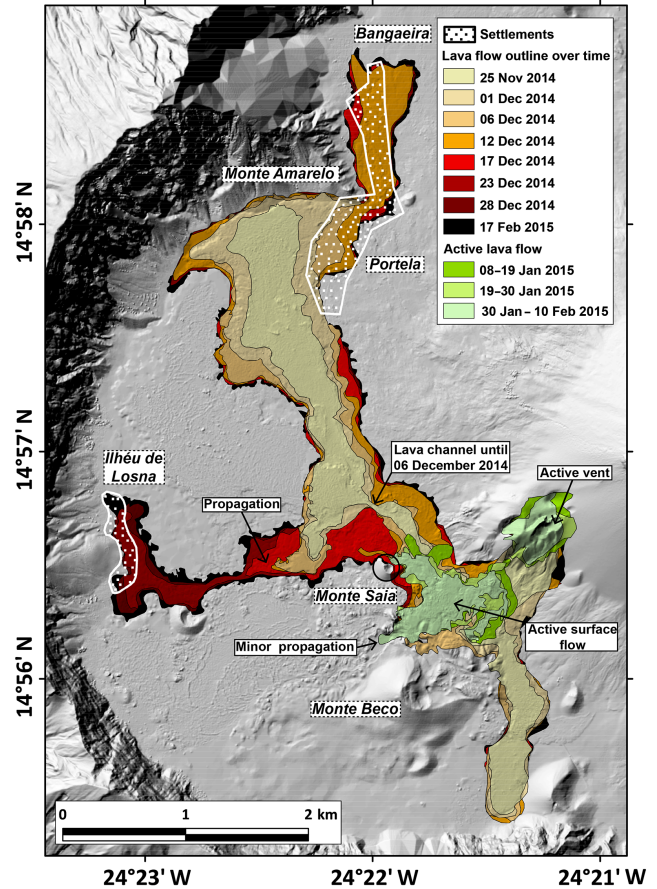 Bangaeira
Settlements
Lava flow outline over time
25 Nov 2014
01 Dec 2014
06 Dec 2014
12 Dec 2014
17 Dec 2014
23 Dec 2014
28 Dec 2014
17 Feb 2015
Active lava flow
08–19 Jan 2015
19–30 Jan 2015
30 Jan – 10 Feb 2015
Monte Amarelo
14°58' N
Portela
14°57' N
Lava channel until
06 December 2014
Ilhéu de
Losna
Active vent
Propagation
Monte Saia
Active surface
flow
Minor propagation
14°56' N
Monte Beco
0 1 2 km
24°23' W 24°22' W 24°21' W